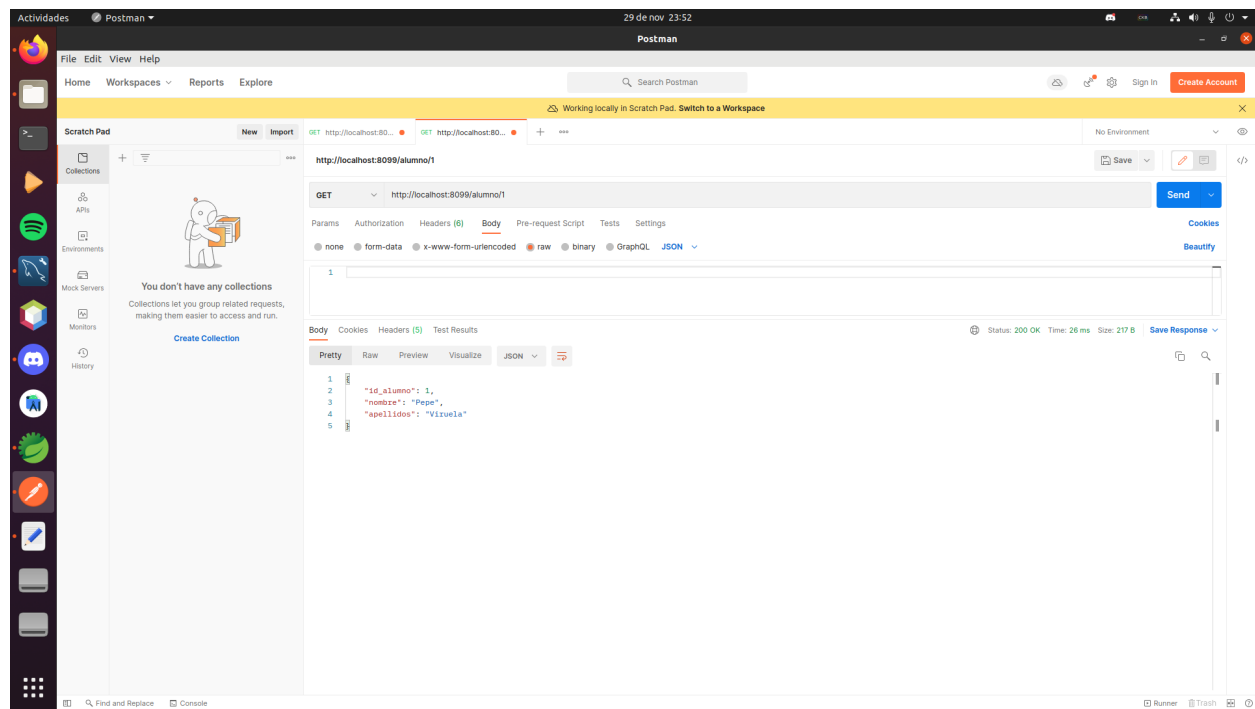 Actividades Postman 29 de nov 23:52
Postman
File Edit View Help
Home Workspaces Reports Explore Search Postman Sign In Create Account
Working locally in Scratch Pad. Switch to a Workspace
Scratch Pad New Import GET http://localhost:80... GET http://localhost:80... No Environment
Collections
http://localhost:8099/alumno/1 Save
APIs
GET http://localhost:8099/alumno/1 Send
Params Authorization Headers (6) Body Pre-request Script Tests Settings Cookies
Environments
none form-data x-www-form-urlencoded raw binary GraphQL JSON Beautify
1
Mock Servers
You don't have any collections
Collections let you group related requests,
making them easier to access and run.
Monitors
Create Collection
History
Body Cookies Headers (5) Test Results Status: 200 OK Time: 26 ms Size: 217 B Save Response
Pretty Raw Preview Visualize JSON
1 {
2 "id_alumno": 1,
3 "nombre": "Pepe",
4 "apellidos": "Viruela"
5 }
Find and Replace Console Runner Trash